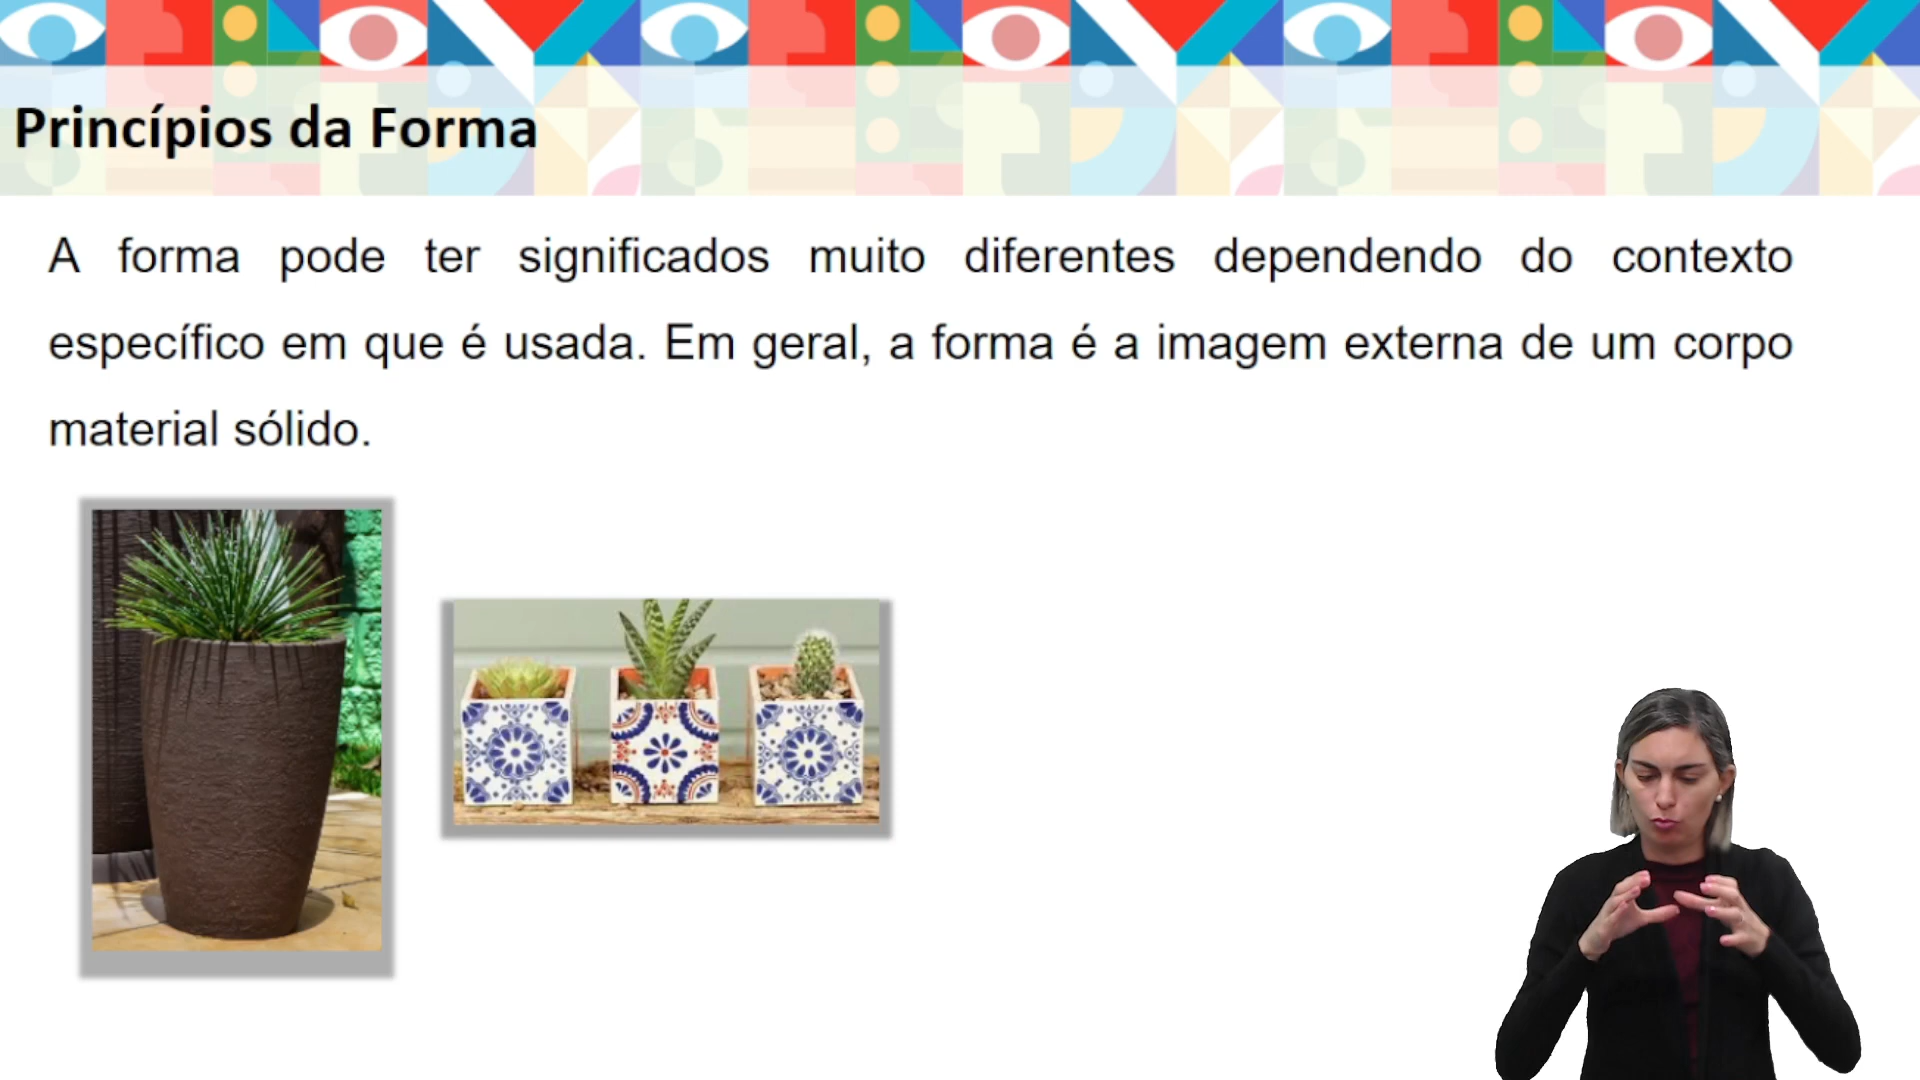 Princípios da Forma
A forma pode ter significados muito diferentes dependendo do contexto
específico em que é usada. Em geral, a forma é a imagem externa de um corpo
material sólido.